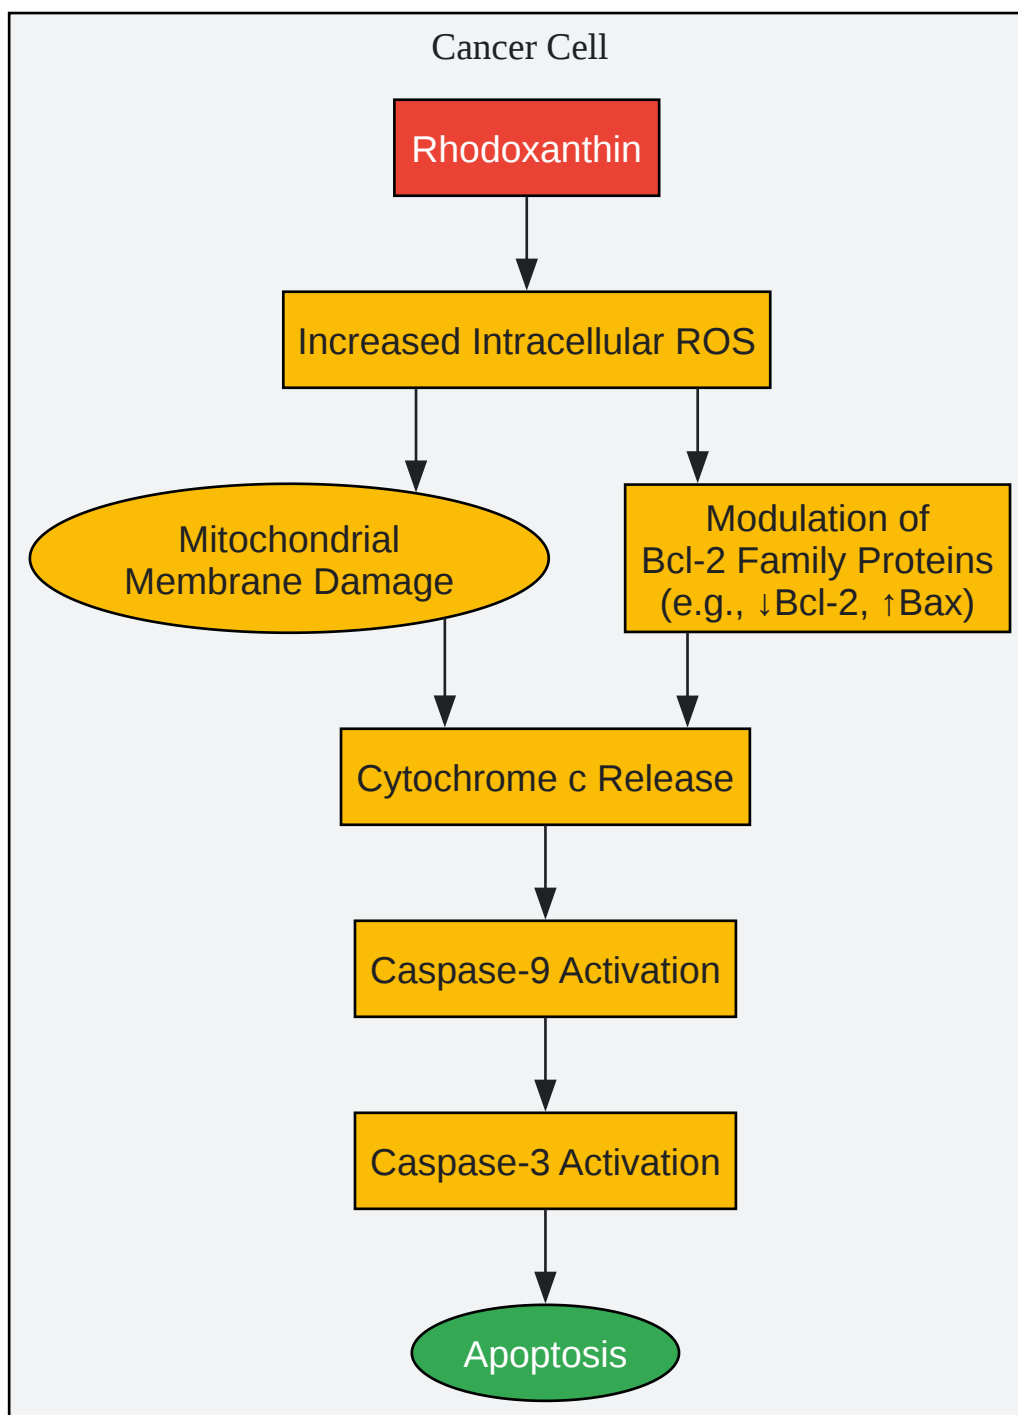 Cancer Cell
Rhodoxanthin
Increased Intracellular ROS
Mitochondrial
Membrane Damage
Modulation of
Bcl-2 Family Proteins
(e.g., ↓Bcl-2, ↑Bax)
Cytochrome c Release
Caspase-9 Activation
Caspase-3 Activation
Apoptosis